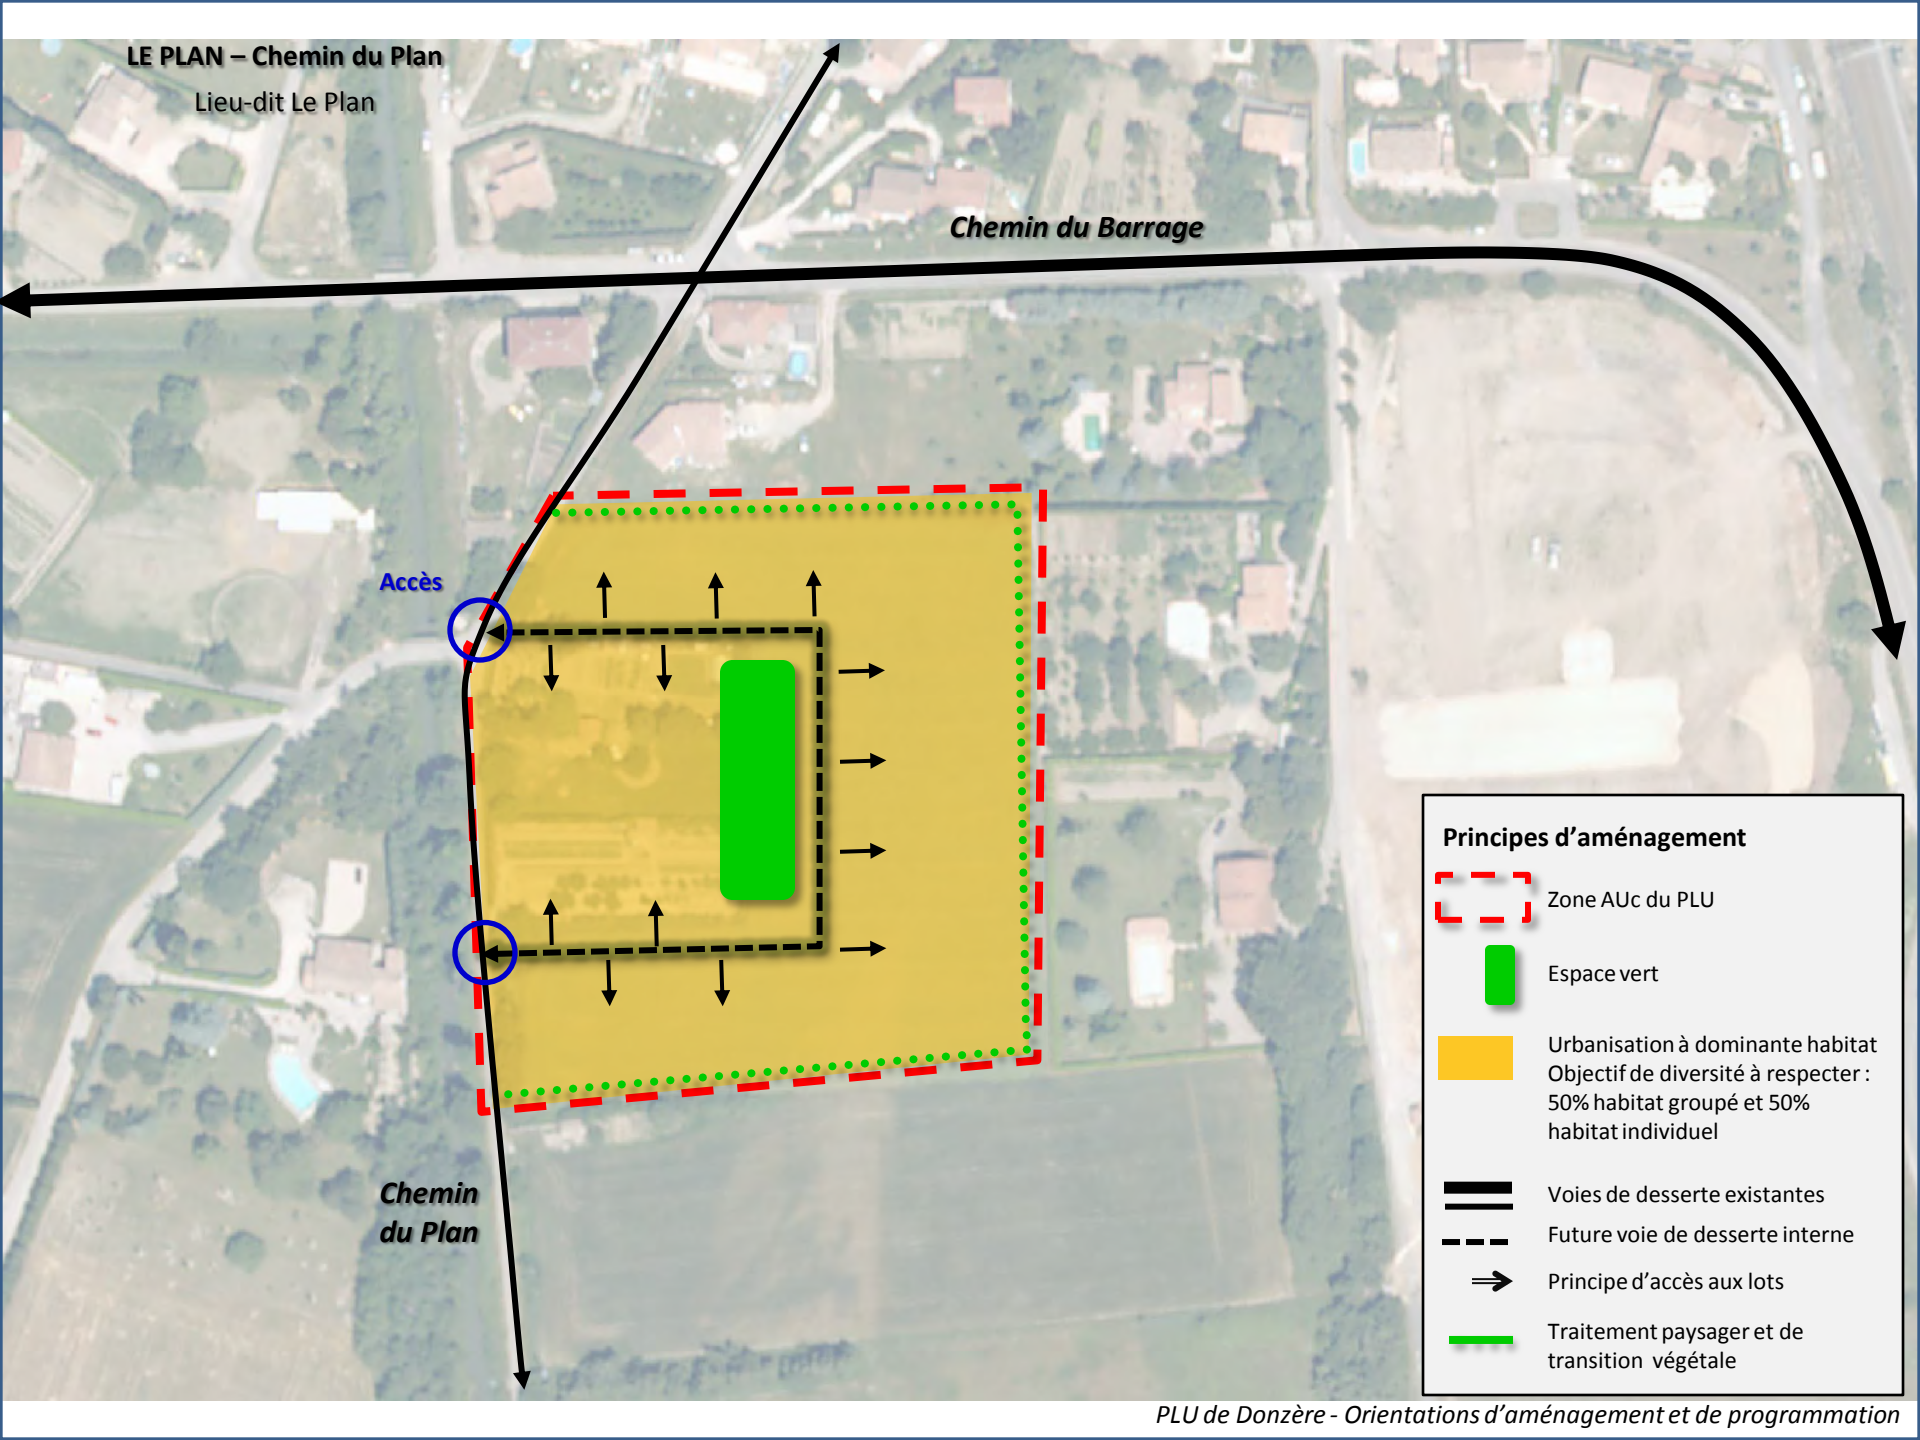 LE PLAN – Chemin du Plan
Lieu-dit Le Plan
Chemin du Barrage
Accès
Chemin
du Plan
Principes d’aménagement
Zone AUc du PLU
Espace vert
Urbanisation à dominante habitat
Objectif de diversité à respecter :
50% habitat groupé et 50%
habitat individuel
Voies de desserte existantes
Future voie de desserte interne
Principe d’accès aux lots
Traitement paysager et de
transition végétale
PLU de Donzère - Orientations d’aménagement et de programmation